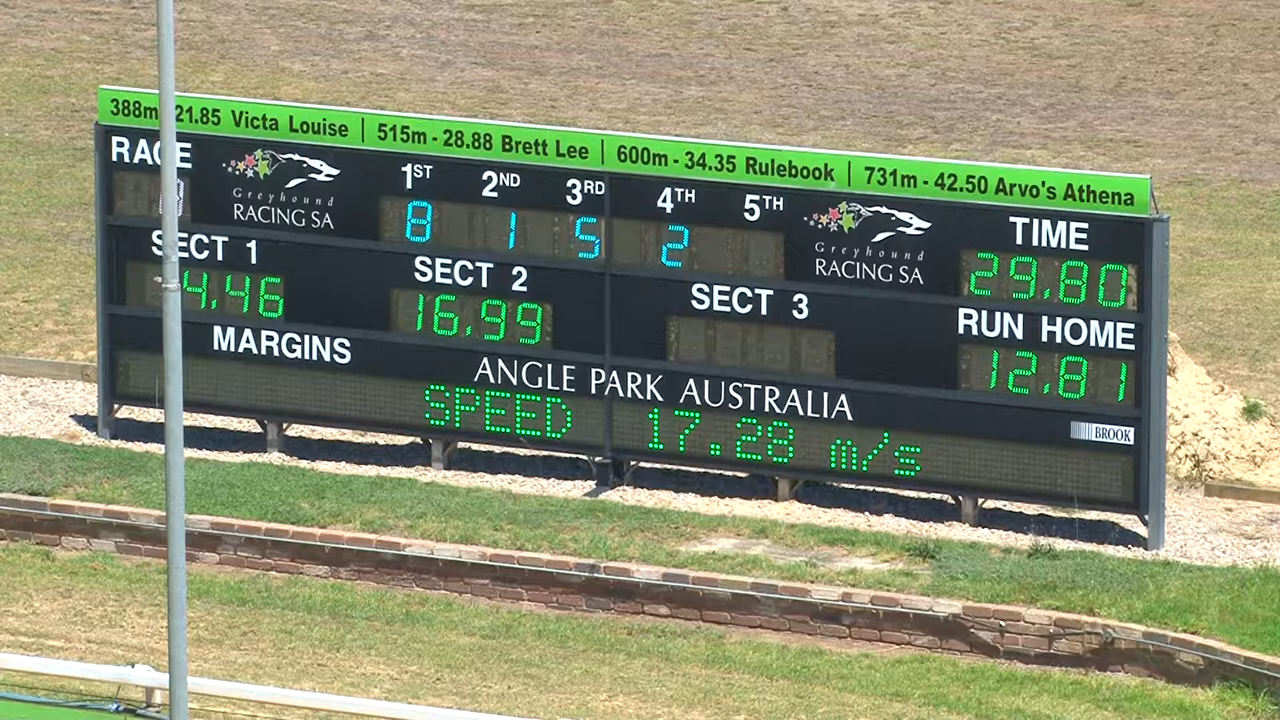 388m 21.85 Victa Louise | 515m - 28.88 Brett Lee | 600m - 34.35 Rulebook | 731m - 42.50 Arvo's Athena
RACE
Greyhound
RACING SA
1ST 2ND 3RD 4TH 5TH
8 1 5 2
Greyhound
RACING SA
TIME
29.80
SECT 1
4.46
SECT 2
16.99
SECT 3
RUN HOME
12.81
MARGINS
ANGLE PARK AUSTRALIA
BROOK
SPEED 17.28 m/s